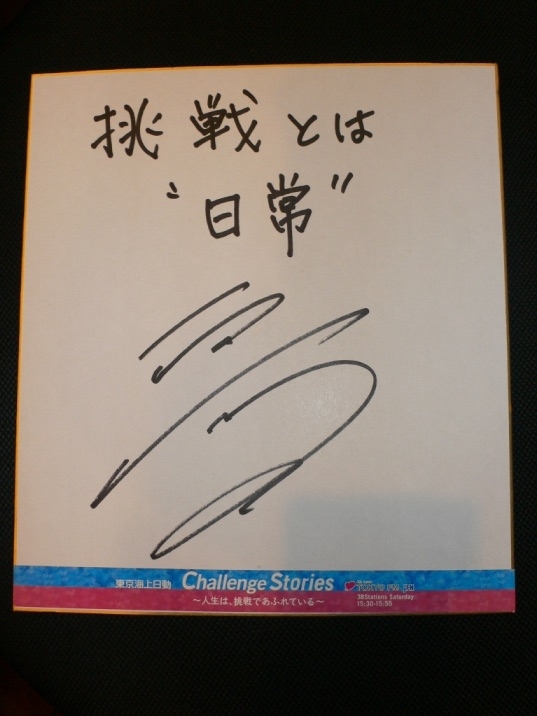 挑戦とは
"日常"
東京海上日動 Challenge Stories TOKYO FM JFN
～人生は、挑戦であふれている～
38Stations Saturday
15:30-15:55